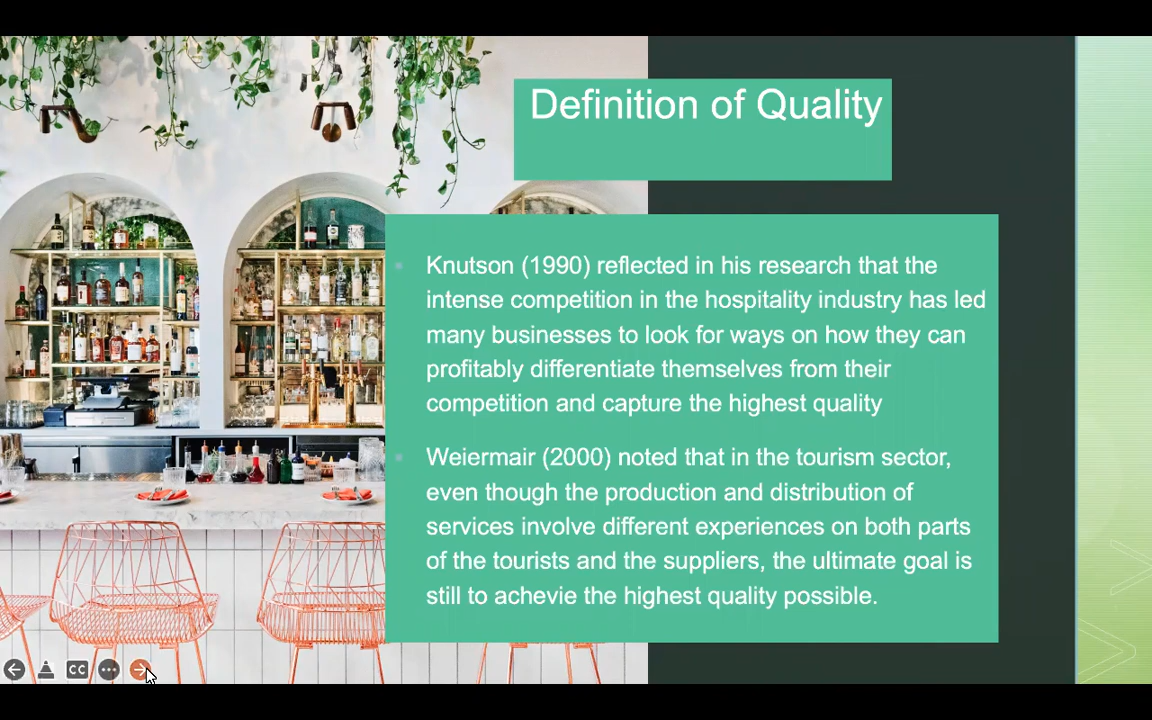 Definition of Quality
Knutson (1990) reflected in his research that the
intense competition in the hospitality industry has led
many businesses to look for ways on how they can
profitably differentiate themselves from their
competition and capture the highest quality
Weiermair (2000) noted that in the tourism sector,
even though the production and distribution of
services involve different experiences on both parts
of the tourists and the suppliers, the ultimate goal is
still to achevie the highest quality possible.
CC